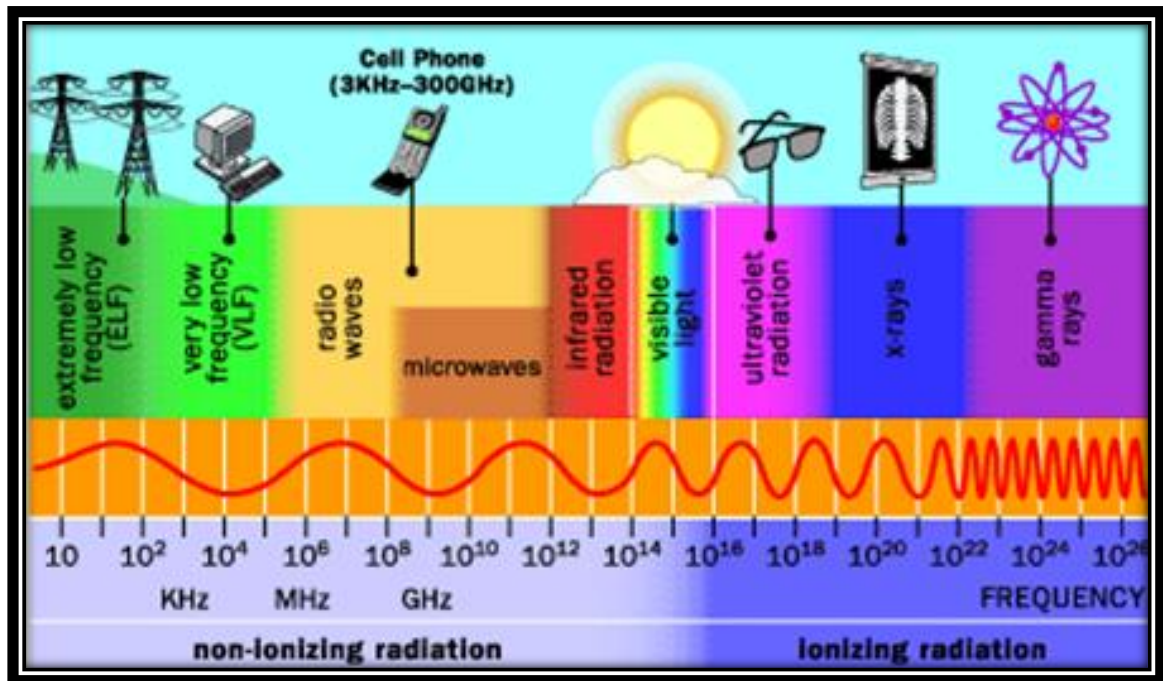 Cell Phone
(3KHz–300GHz)
extremely low
frequency
(ELF)
very low
frequency
(VLF)
radio
waves
microwaves
infrared
radiation
visible
light
ultraviolet
radiation
x-rays
gamma
rays
10 10² 10⁴ 10⁶ 10⁸ 10¹⁰ 10¹² 10¹⁴ 10¹⁶ 10¹⁸ 10²⁰ 10²² 10²⁴ 10²⁶
KHz MHz GHz FREQUENCY
non-ionizing radiation ionizing radiation